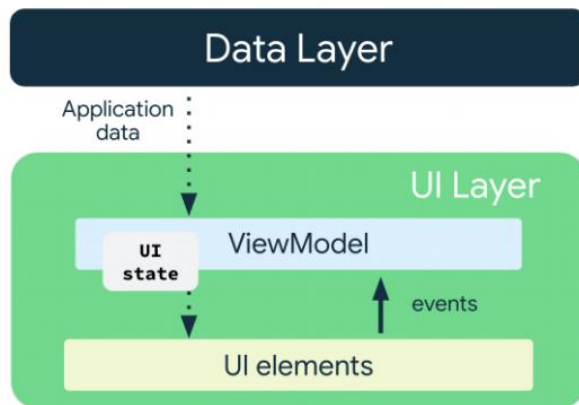 Data Layer
Application
data
UI Layer
ViewModel
UI
state
events
UI elements